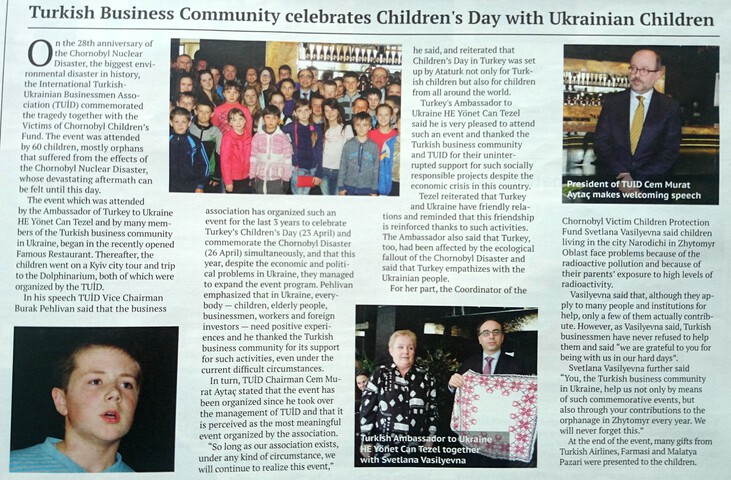 Turkish Business Community celebrates Children's Day with Ukrainian Children
On the 28th anniversary of
the Chornobyl Nuclear
Disaster, the biggest envi-
ronmental disaster in history,
the International Turkish-
Ukrainian Businessmen Asso-
ciation (TUİD) commemorated
the tragedy together with the
Victims of Chornobyl Children's
Fund. The event was attended
by 60 children, mostly orphans
that suffered from the effects of
the Chornobyl Nuclear Disaster,
whose devastating aftermath can
be felt until this day.
The event which was attended
by the Ambassador of Turkey to Ukraine
HE Yönet Can Tezel and by many mem-
bers of the Turkish business community
in Ukraine, began in the recently opened
Famous Restaurant. Thereafter, the
children went on a Kyiv city tour and
trip to the Dolphinarium, both of which were
organized by the TUİD.
In his speech TUİD Vice Chairman
Burak Pehlivan said that the business
association has organized such an
event for the last 3 years to celebrate
Turkey's Children's Day (23 April) and
commemorate the Chornobyl Disaster
(26 April) simultaneously, and that this
year, despite the economic and politi-
cal problems in Ukraine, they managed
to expand the event program. Pehlivan
emphasized that in Ukraine, every-
body — children, elderly people,
businessmen, workers and foreign
investors — need positive experi-
ences and he thanked the Turkish
business community for its support
for such activities, even under the
current difficult circumstances.
In turn, TUİD Chairman Cem Mu-
rat Aytaç stated that the event has
been organized since he took over
the management of TUİD and that it
is perceived as the most meaningful
event organized by the association.
"So long as our association exists,
under any kind of circumstance, we
will continue to realize this event,"
he said, and reiterated that
Children's Day in Turkey was set
up by Ataturk not only for Turk-
ish children but also for children
from all around the world.
Turkey's Ambassador to
Ukraine HE Yönet Can Tezel
said he is very pleased to attend
such an event and thanked the
Turkish business community
and TUID for their uninter-
rupted support for such socially
responsible projects despite the
economic crisis in this country.
Tezel reiterated that Turkey
and Ukraine have friendly rela-
tions and reminded that this friendship
is reinforced thanks to such activities.
The Ambassador also said that Turkey,
too, had been affected by the ecological
fallout of the Chornobyl Disaster and
said that Turkey empathizes with the
Ukrainian people.
For her part, the Coordinator of the
Turkish Ambassador to Ukraine
HE Yönet Can Tezel together
with Svetlana Vasilyevna
President of TUID Cem Murat
Aytaç makes welcoming speech
Chornobyl Victim Children Protection
Fund Svetlana Vasilyevna said children
living in the city Narodichi in Zhytomyr
Oblast face problems because of the
radioactive pollution and because of
their parents' exposure to high levels of
radioactivity.
Vasilyevna said that, although they ap-
ply to many people and institutions for
help, only a few of them actually contrib-
ute. However, as Vasilyevna said, Turkish
businessmen have never refused to help
them and said "we are grateful to you for
being with us in our hard days".
Svetlana Vasilyevna further said
"You, the Turkish business community
in Ukraine, help us not only by means
of such commemorative events, but
also through your contributions to the
orphanage in Zhytomyr every year. We
will never forget this."
At the end of the event, many gifts from
Turkish Airlines, Farmasi and Malatya
Pazari were presented to the children.